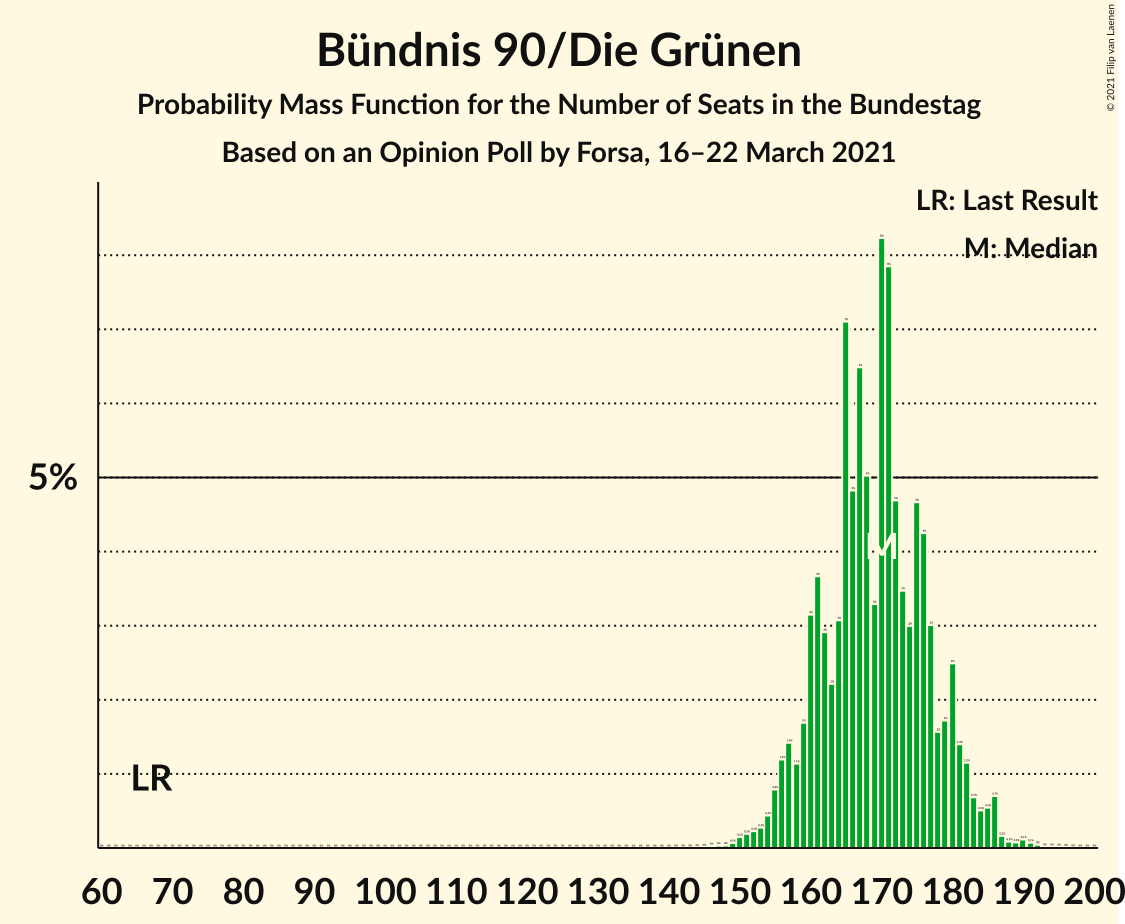 Bündnis 90/Die Grünen
Probability Mass Function for the Number of Seats in the Bundestag
Based on an Opinion Poll by Forsa, 16–22 March 2021
© 2021 Filip van Laenen
LR: Last Result
M: Median
5%
M
LR
60 70 80 90 100 110 120 130 140 150 160 170 180 190 200